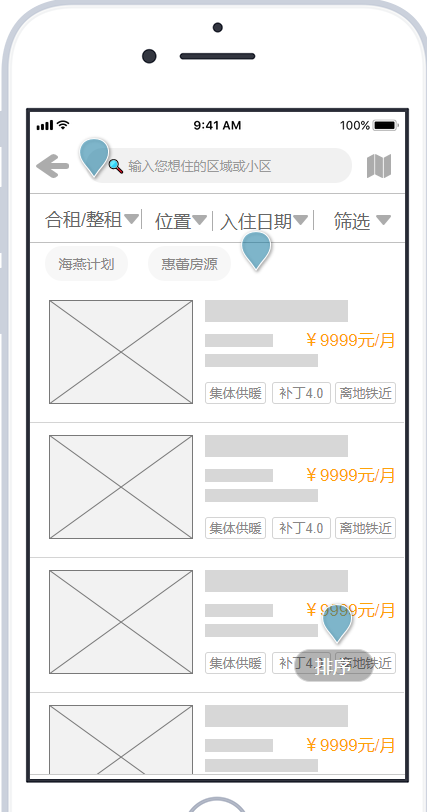 9:41 AM 100%
输入您想住的区域或小区
合租/整租 位置 入住日期 筛选
海燕计划 惠蕾房源
￥9999元/月
集体供暖 补丁4.0 离地铁近
￥9999元/月
集体供暖 补丁4.0 离地铁近
￥9999元/月
集体供暖 补丁4.0 离地铁近
排序
￥9999元/月